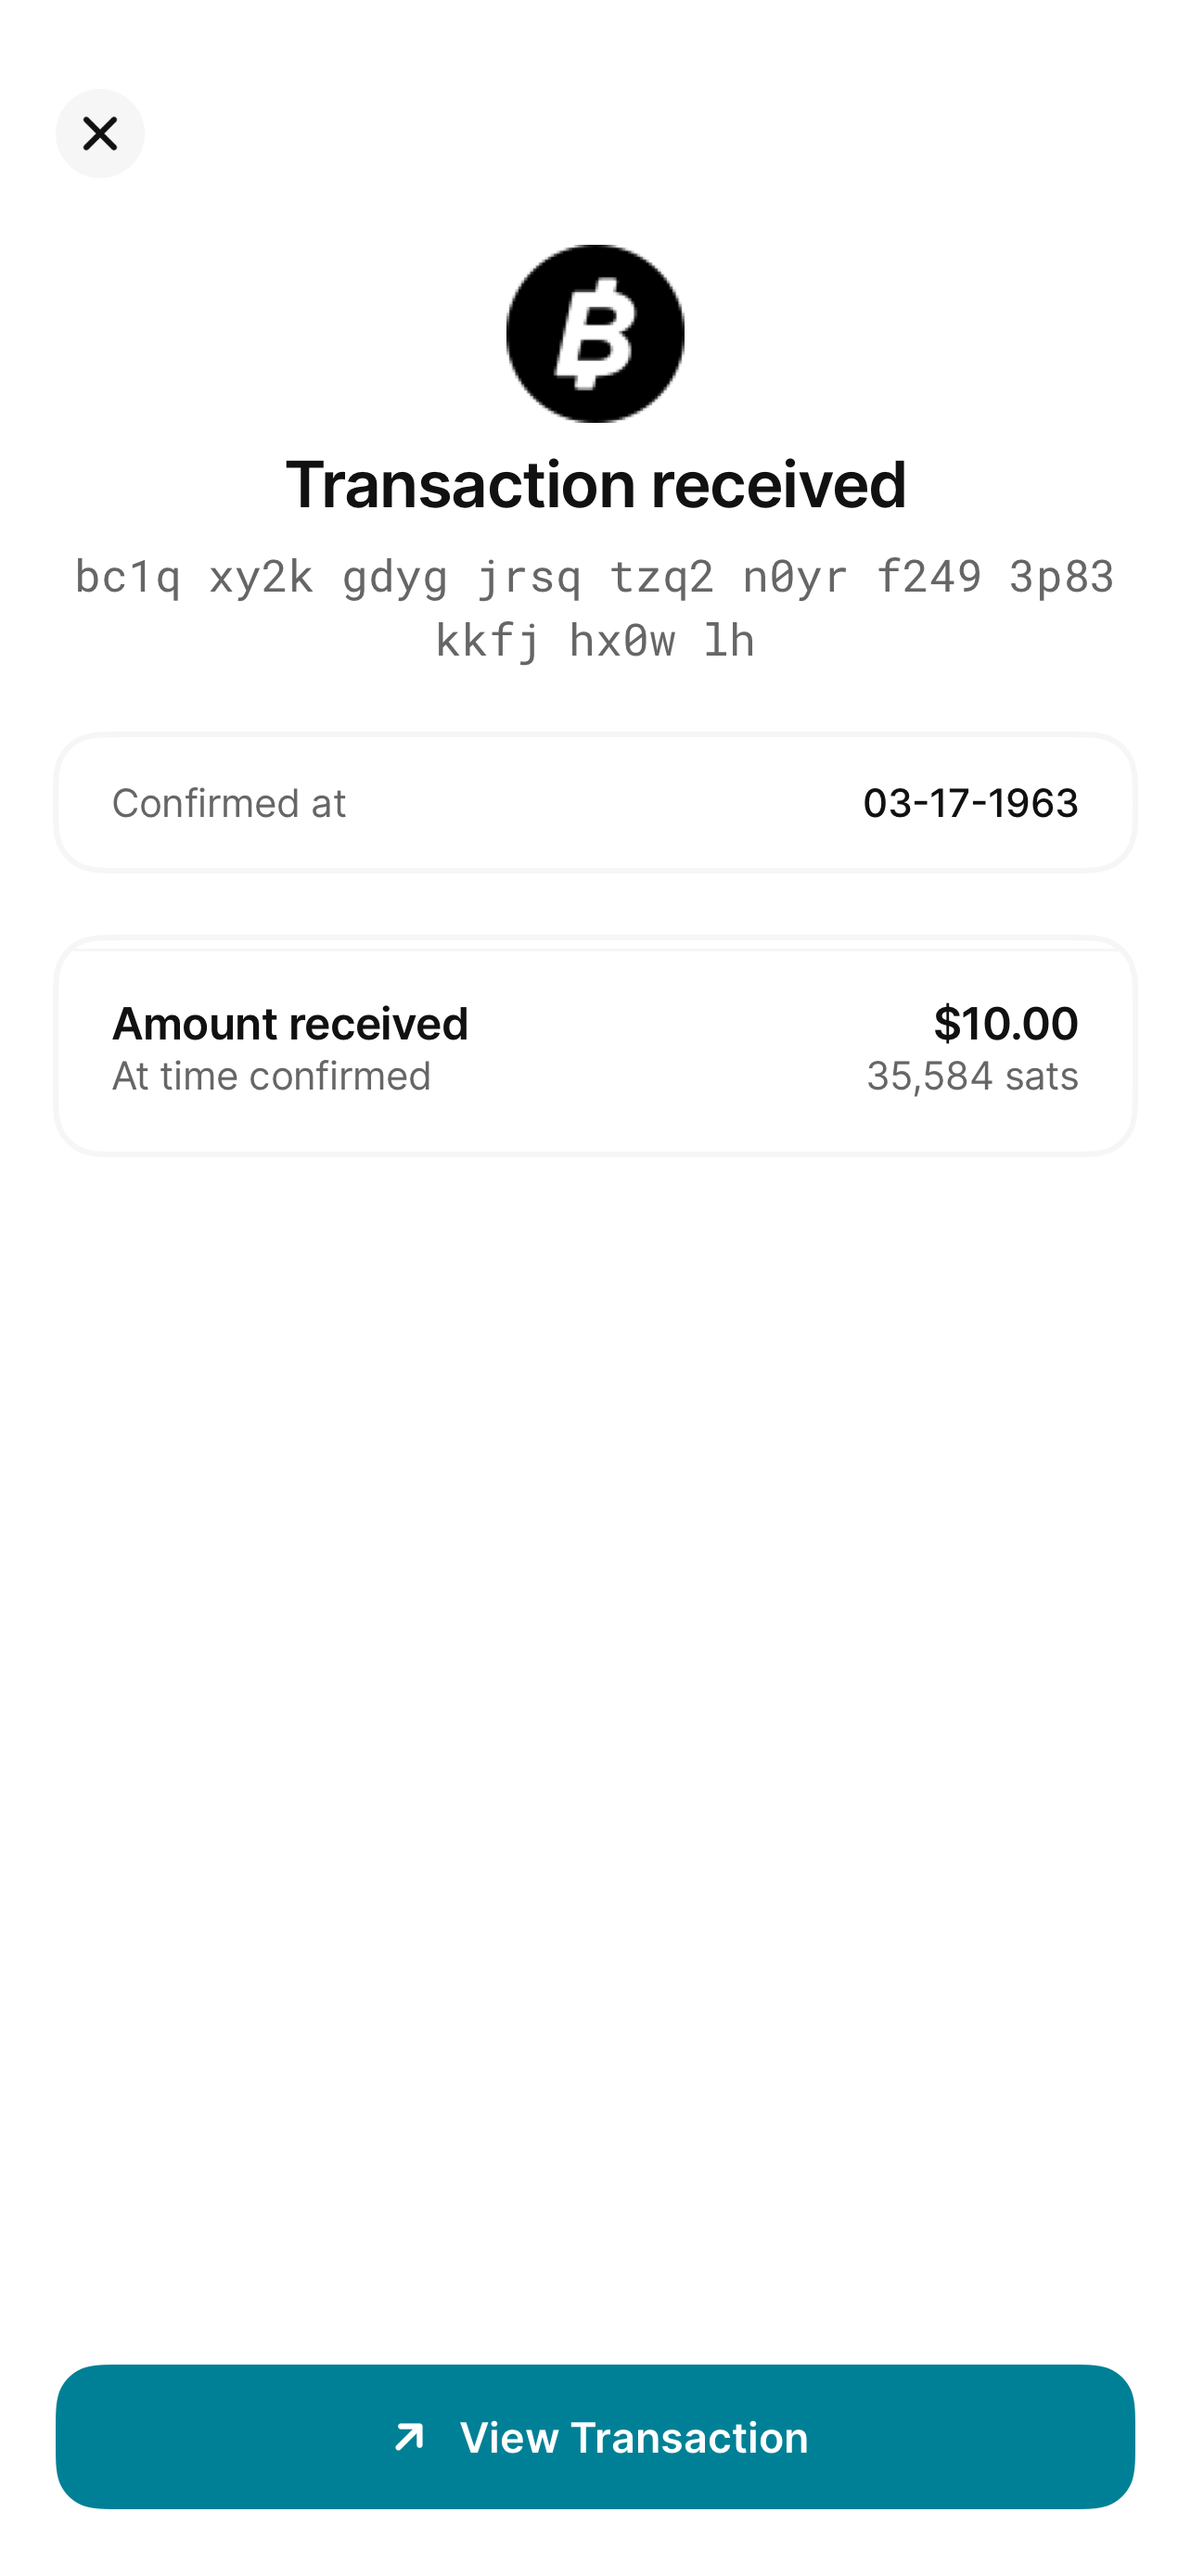 Transaction received
bc1q xy2k gdyg jrsq tzq2 n0yr f249 3p83
kkfj hx0w lh
Confirmed at 03-17-1963
Amount received $10.00
At time confirmed 35,584 sats
View Transaction